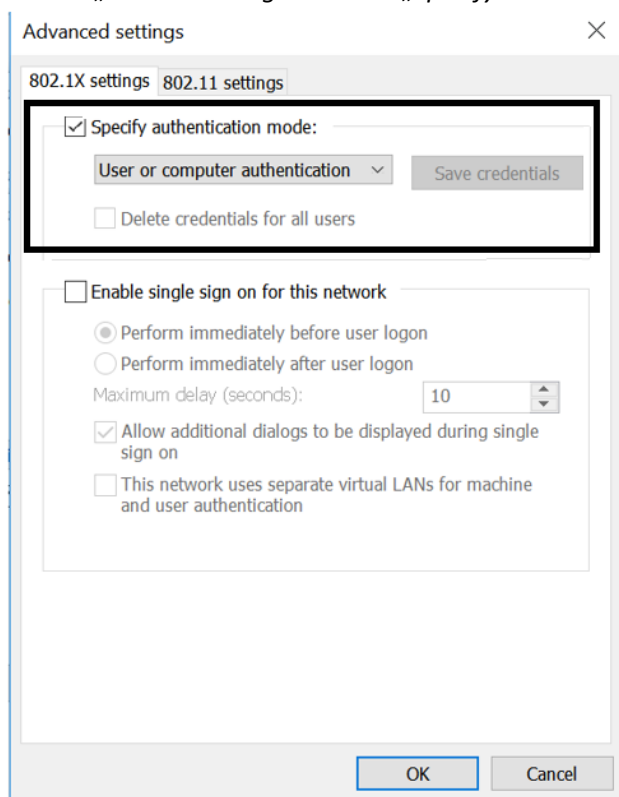 Advanced settings
802.1X settings 802.11 settings
Specify authentication mode:
User or computer authentication Save credentials
Delete credentials for all users
Enable single sign on for this network
Perform immediately before user logon
Perform immediately after user logon
Maximum delay (seconds): 10
Allow additional dialogs to be displayed during single
sign on
This network uses separate virtual LANs for machine
and user authentication
OK Cancel